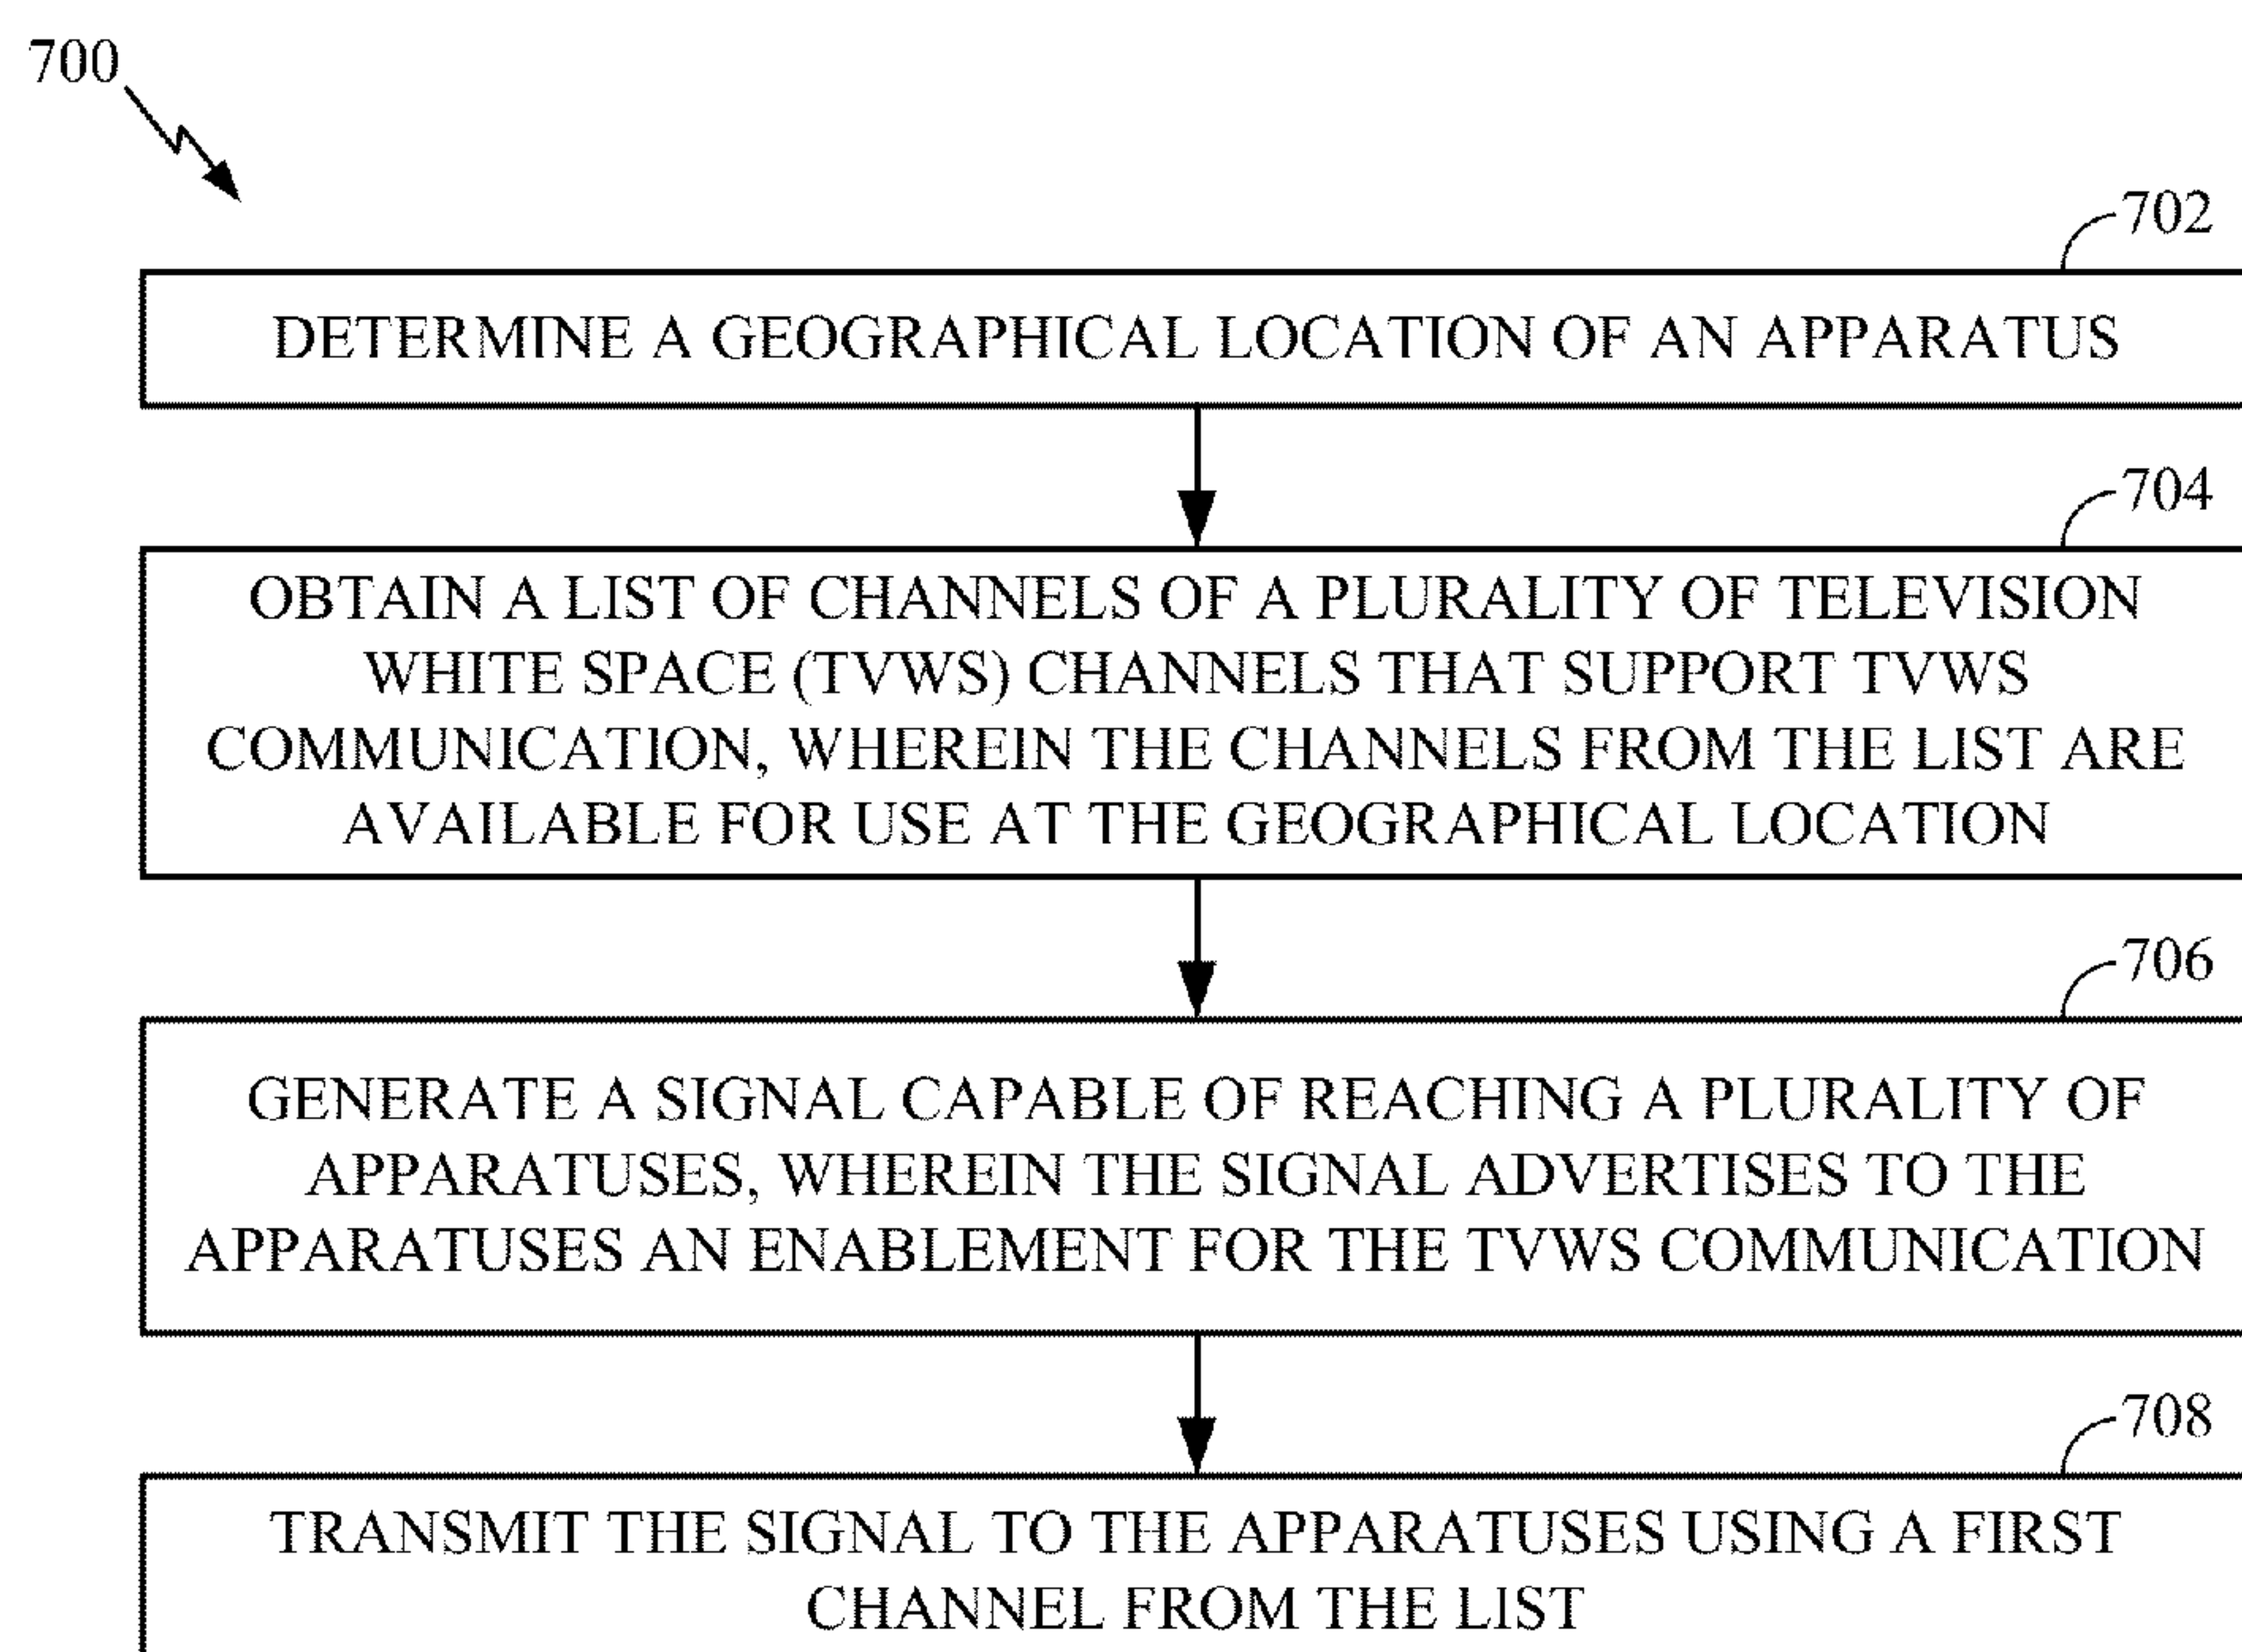 700
702
DETERMINE A GEOGRAPHICAL LOCATION OF AN APPARATUS
704
OBTAIN A LIST OF CHANNELS OF A PLURALITY OF TELEVISION
WHITE SPACE (TVWS) CHANNELS THAT SUPPORT TVWS
COMMUNICATION, WHEREIN THE CHANNELS FROM THE LIST ARE
AVAILABLE FOR USE AT THE GEOGRAPHICAL LOCATION
706
GENERATE A SIGNAL CAPABLE OF REACHING A PLURALITY OF
APPARATUSES, WHEREIN THE SIGNAL ADVERTISES TO THE
APPARATUSES AN ENABLEMENT FOR THE TVWS COMMUNICATION
708
TRANSMIT THE SIGNAL TO THE APPARATUSES USING A FIRST
CHANNEL FROM THE LIST